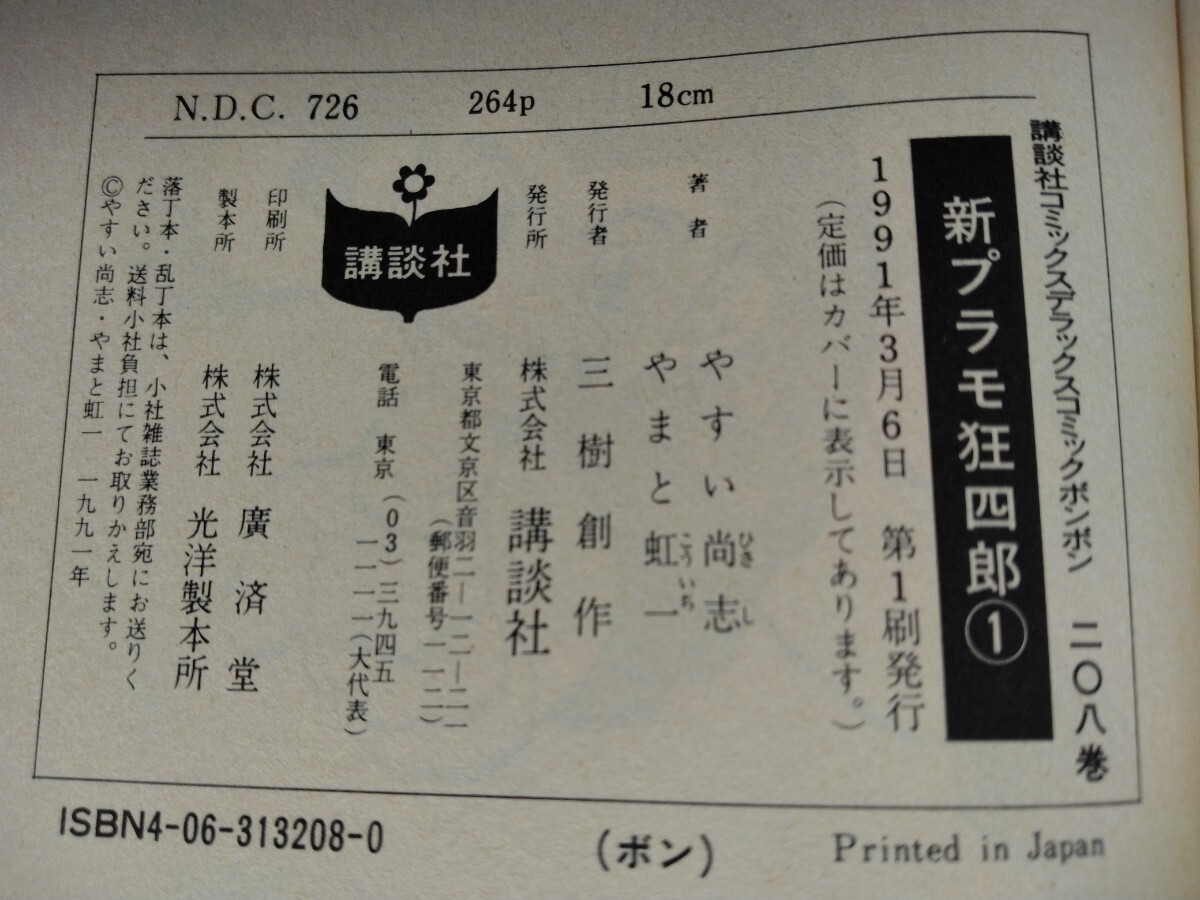 N.D.C. 726 264p 18cm
講談社コミックスデラックスコミックボンボン 二〇八巻
新プラモ狂四郎①
1991年3月6日 第1刷発行
(定価はカバーに表示してあります。)
著者 やすい尚志
ひさし
やまと虹一
こういち
発行者 三樹創作
発行所 株式会社 講談社
東京都文京区音羽二―一二―二一
(郵便番号一一二)
電話 東京(03)三九四五
一一一一(大代表)
講談社
印刷所 株式会社 廣済堂
製本所 株式会社 光洋製本所
落丁本・乱丁本は、小社雑誌業務部宛にお送りく
ださい。送料小社負担にてお取りかえします。
©やすい尚志・やまと虹一 一九九一年
ISBN4-06-313208-0
(ボン)
Printed in Japan